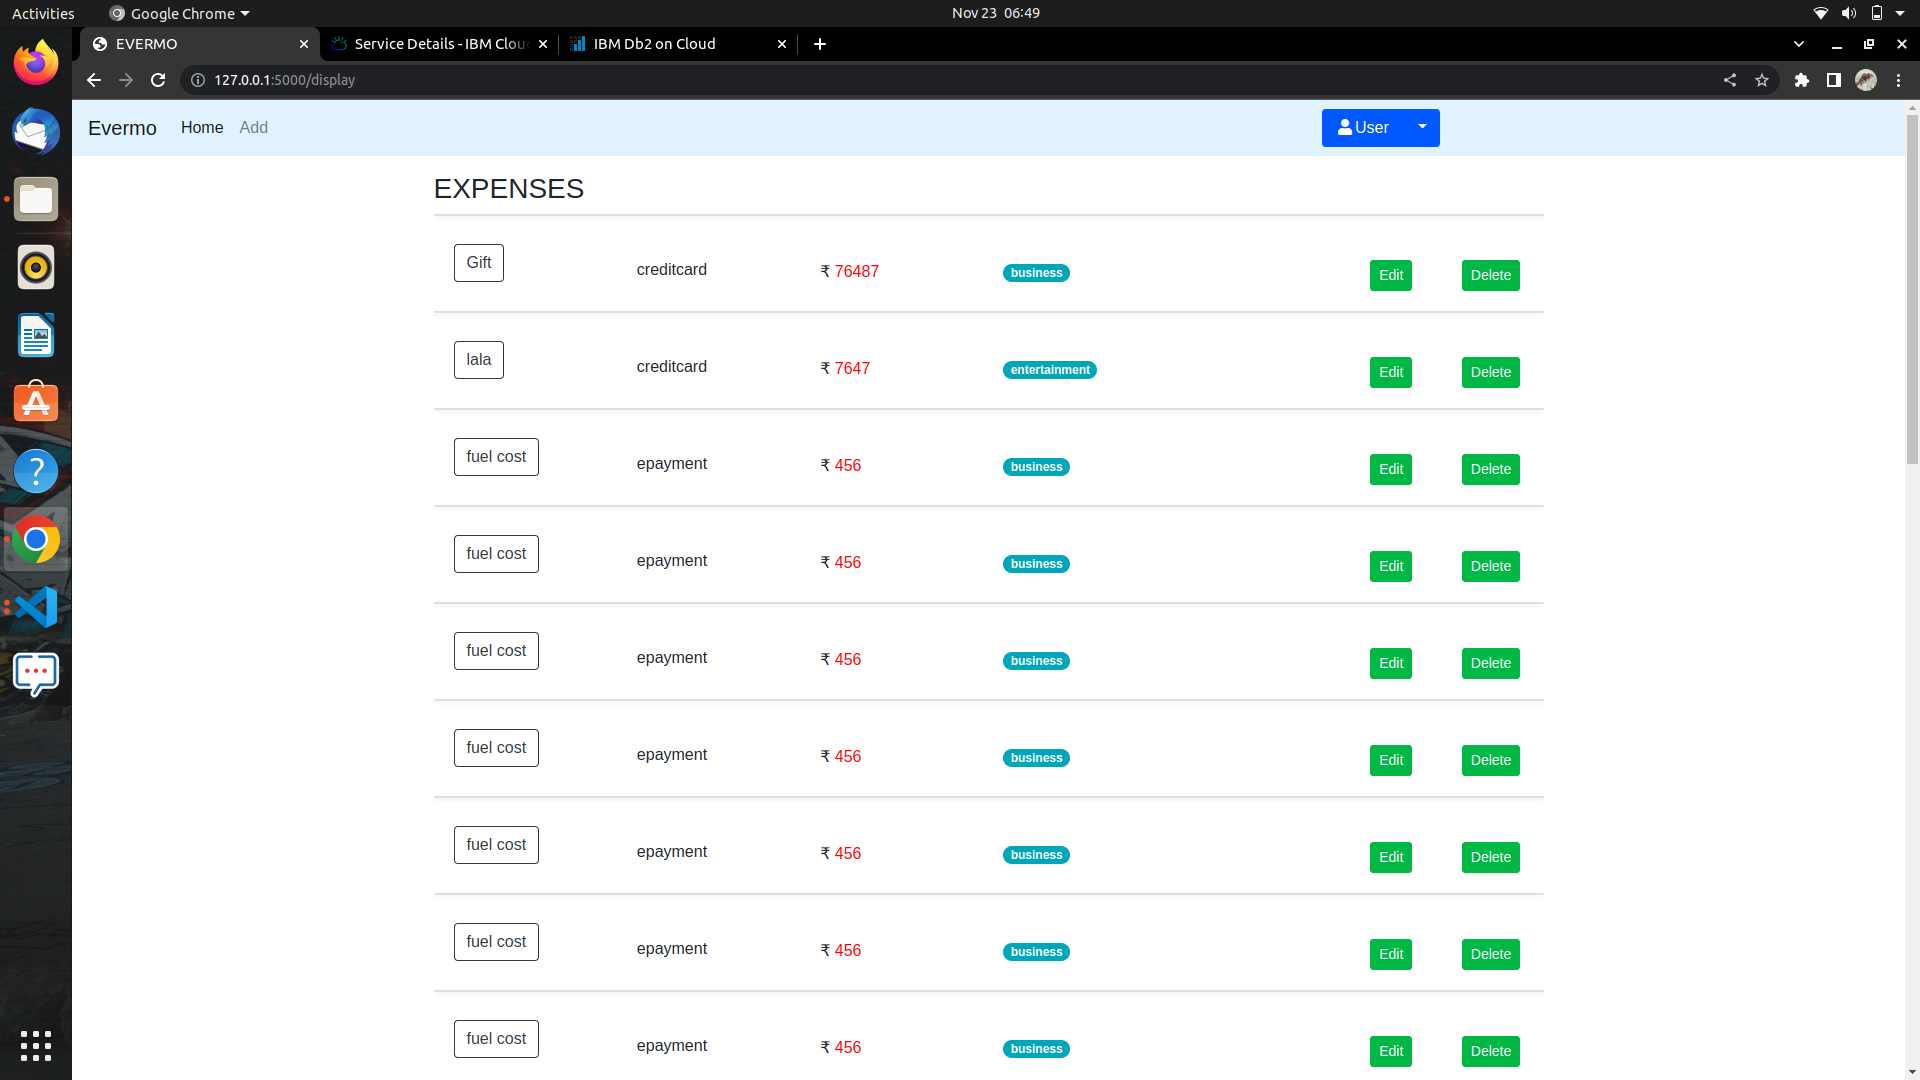 Activities Google Chrome Nov 23 06:49
EVERMO Service Details - IBM Clou IBM Db2 on Cloud
127.0.0.1:5000/display
Evermo Home Add User
EXPENSES
Gift creditcard ₹ 76487 business Edit Delete
lala creditcard ₹ 7647 entertainment Edit Delete
fuel cost epayment ₹ 456 business Edit Delete
fuel cost epayment ₹ 456 business Edit Delete
fuel cost epayment ₹ 456 business Edit Delete
fuel cost epayment ₹ 456 business Edit Delete
fuel cost epayment ₹ 456 business Edit Delete
fuel cost epayment ₹ 456 business Edit Delete
fuel cost epayment ₹ 456 business Edit Delete